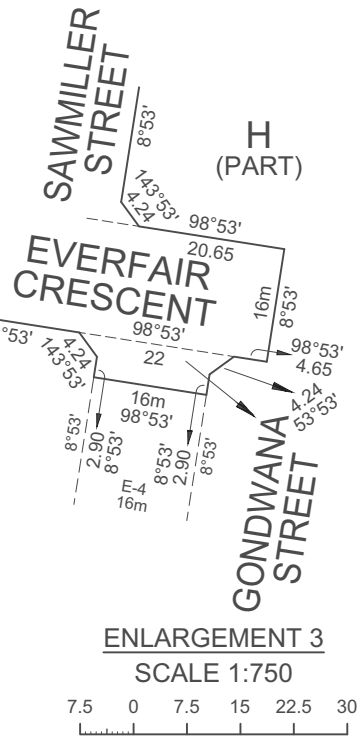 SAWMILLER
STREET
8°53'
H
(PART)
143°53'
4.24
98°53'
20.65
EVERFAIR
CRESCENT
16m
8°53'
98°53'
22
98°53'
4.65
°53'
4.24
143°53'
4.24
53°53'
16m
98°53'
8°53'
2.90
8°53'
8°53'
2.90
8°53'
E-4
16m
GONDWANA
STREET
ENLARGEMENT 3
SCALE 1:750
7.5 0 7.5 15 22.5 30